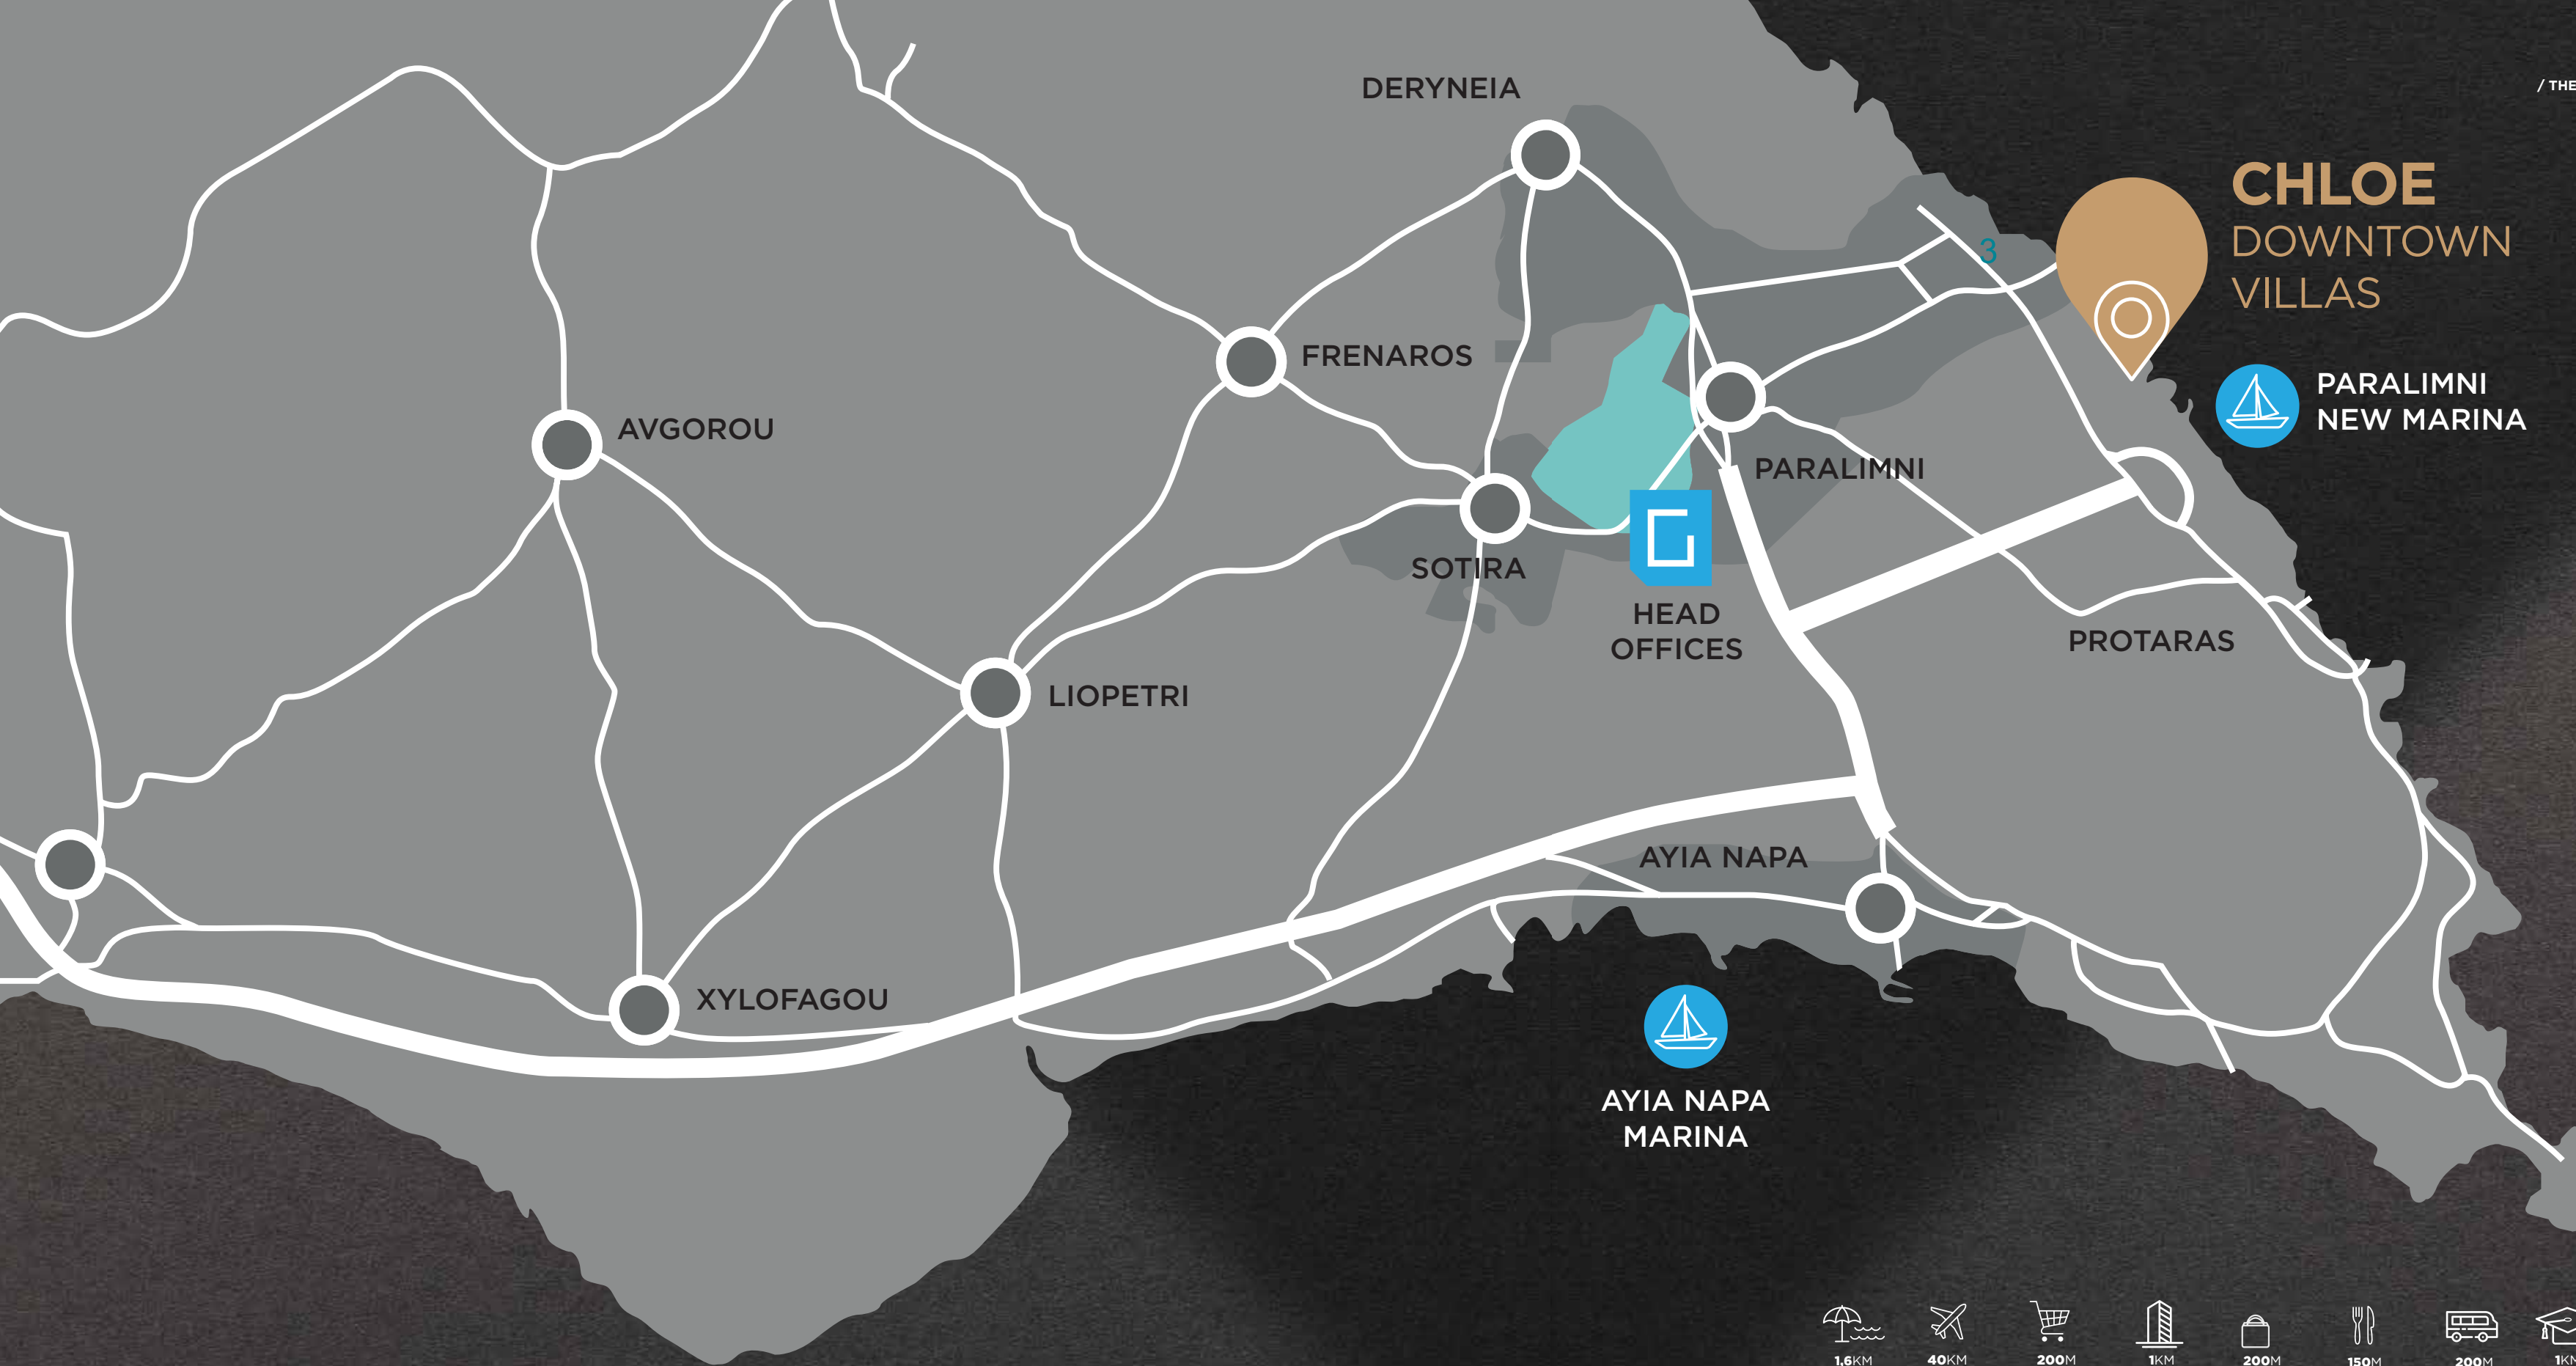 / THE
DERYNEIA
CHLOE
DOWNTOWN
VILLAS
3
FRENAROS
PARALIMNI
NEW MARINA
AVGOROU
PARALIMNI
SOTIRA
HEAD
OFFICES
PROTARAS
LIOPETRI
AYIA NAPA
XYLOFAGOU
AYIA NAPA
MARINA
1.6KM 40KM 200M 1KM 200M 150M 200M